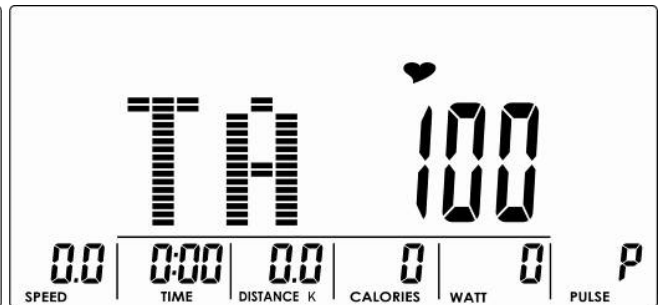 TA 100
0.0 0:00 0.0 0 0 P
SPEED TIME DISTANCE K CALORIES WATT PULSE